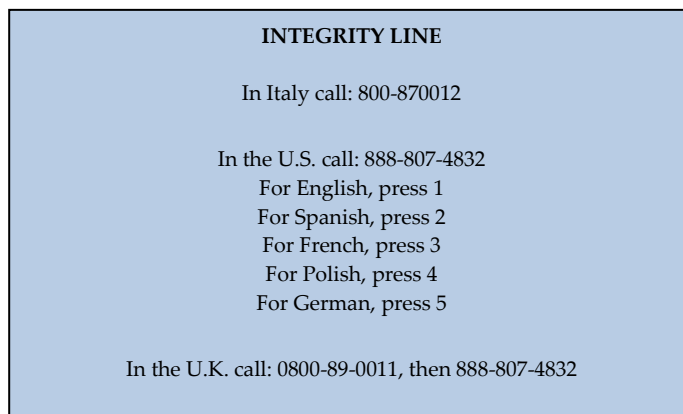 INTEGRITY LINE
In Italy call: 800-870012
In the U.S. call: 888-807-4832
For English, press 1
For Spanish, press 2
For French, press 3
For Polish, press 4
For German, press 5
In the U.K. call: 0800-89-0011, then 888-807-4832